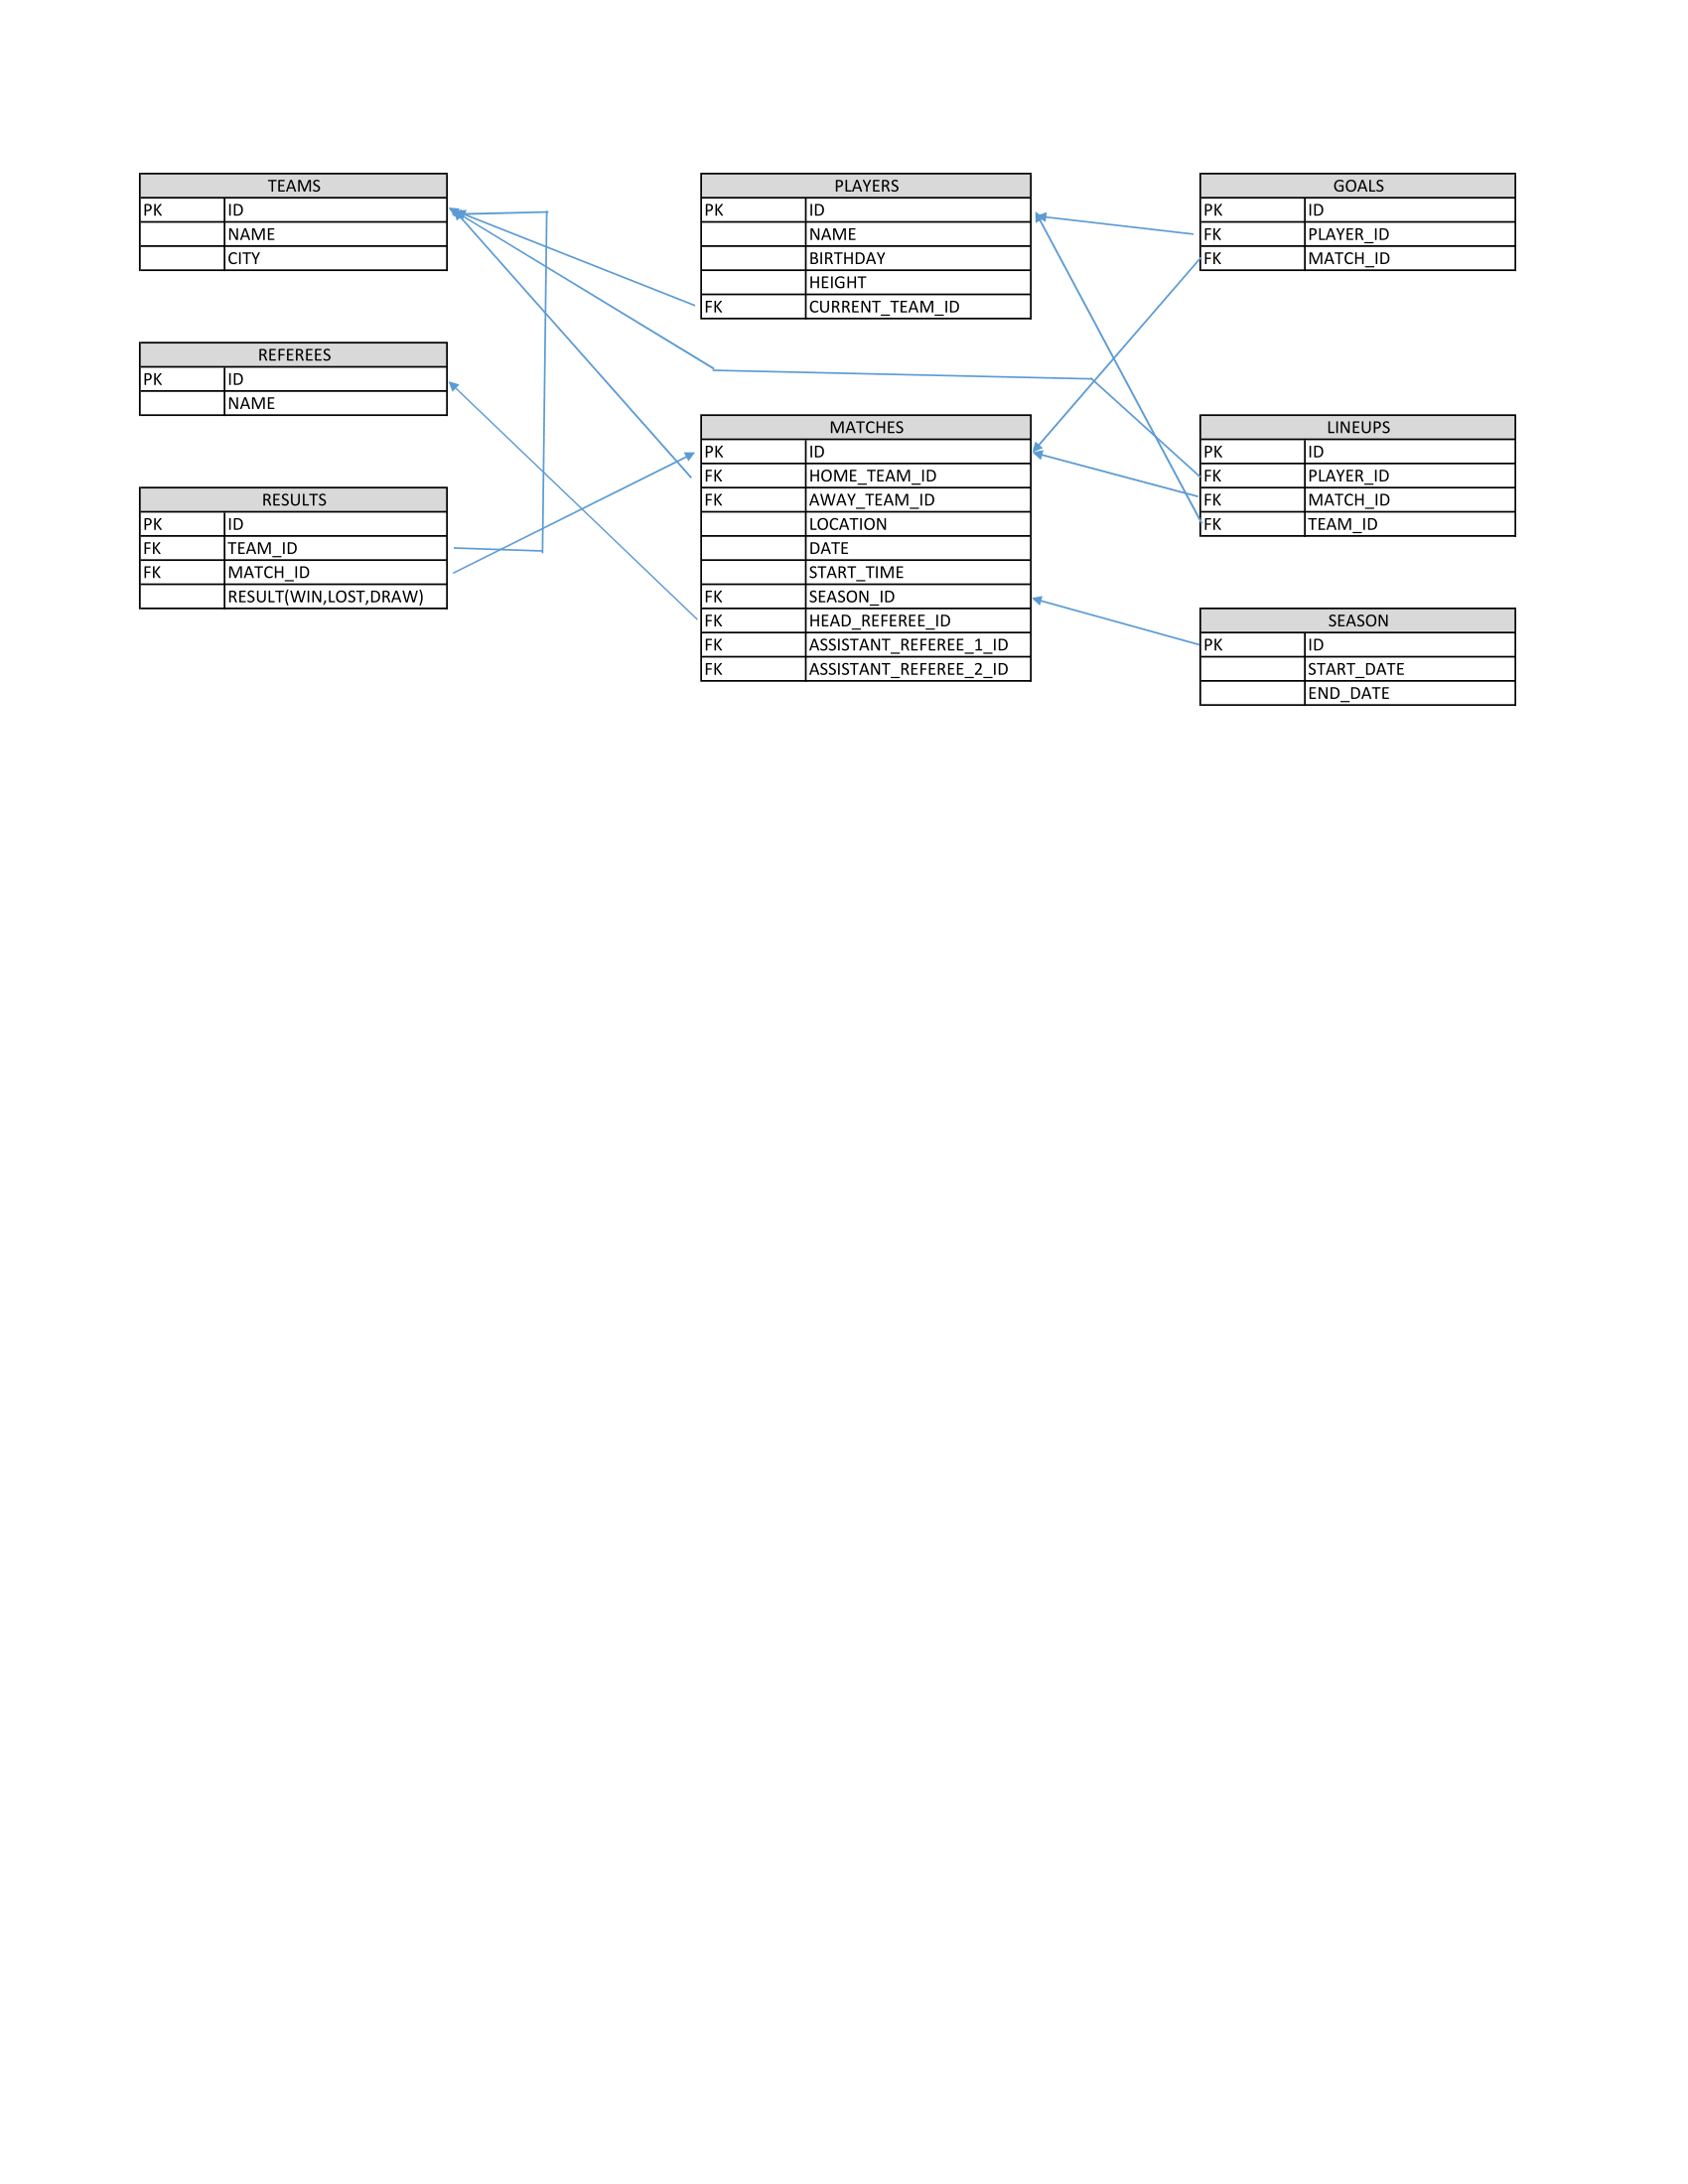 TEAMS
PK ID
NAME
CITY
REFEREES
PK ID
NAME
RESULTS
PK ID
FK TEAM_ID
FK MATCH_ID
RESULT(WIN,LOST,DRAW)
PLAYERS
PK ID
NAME
BIRTHDAY
HEIGHT
FK CURRENT_TEAM_ID
MATCHES
PK ID
FK HOME_TEAM_ID
FK AWAY_TEAM_ID
LOCATION
DATE
START_TIME
FK SEASON_ID
FK HEAD_REFEREE_ID
FK ASSISTANT_REFEREE_1_ID
FK ASSISTANT_REFEREE_2_ID
GOALS
PK ID
FK PLAYER_ID
FK MATCH_ID
LINEUPS
PK ID
FK PLAYER_ID
FK MATCH_ID
FK TEAM_ID
SEASON
PK ID
START_DATE
END_DATE